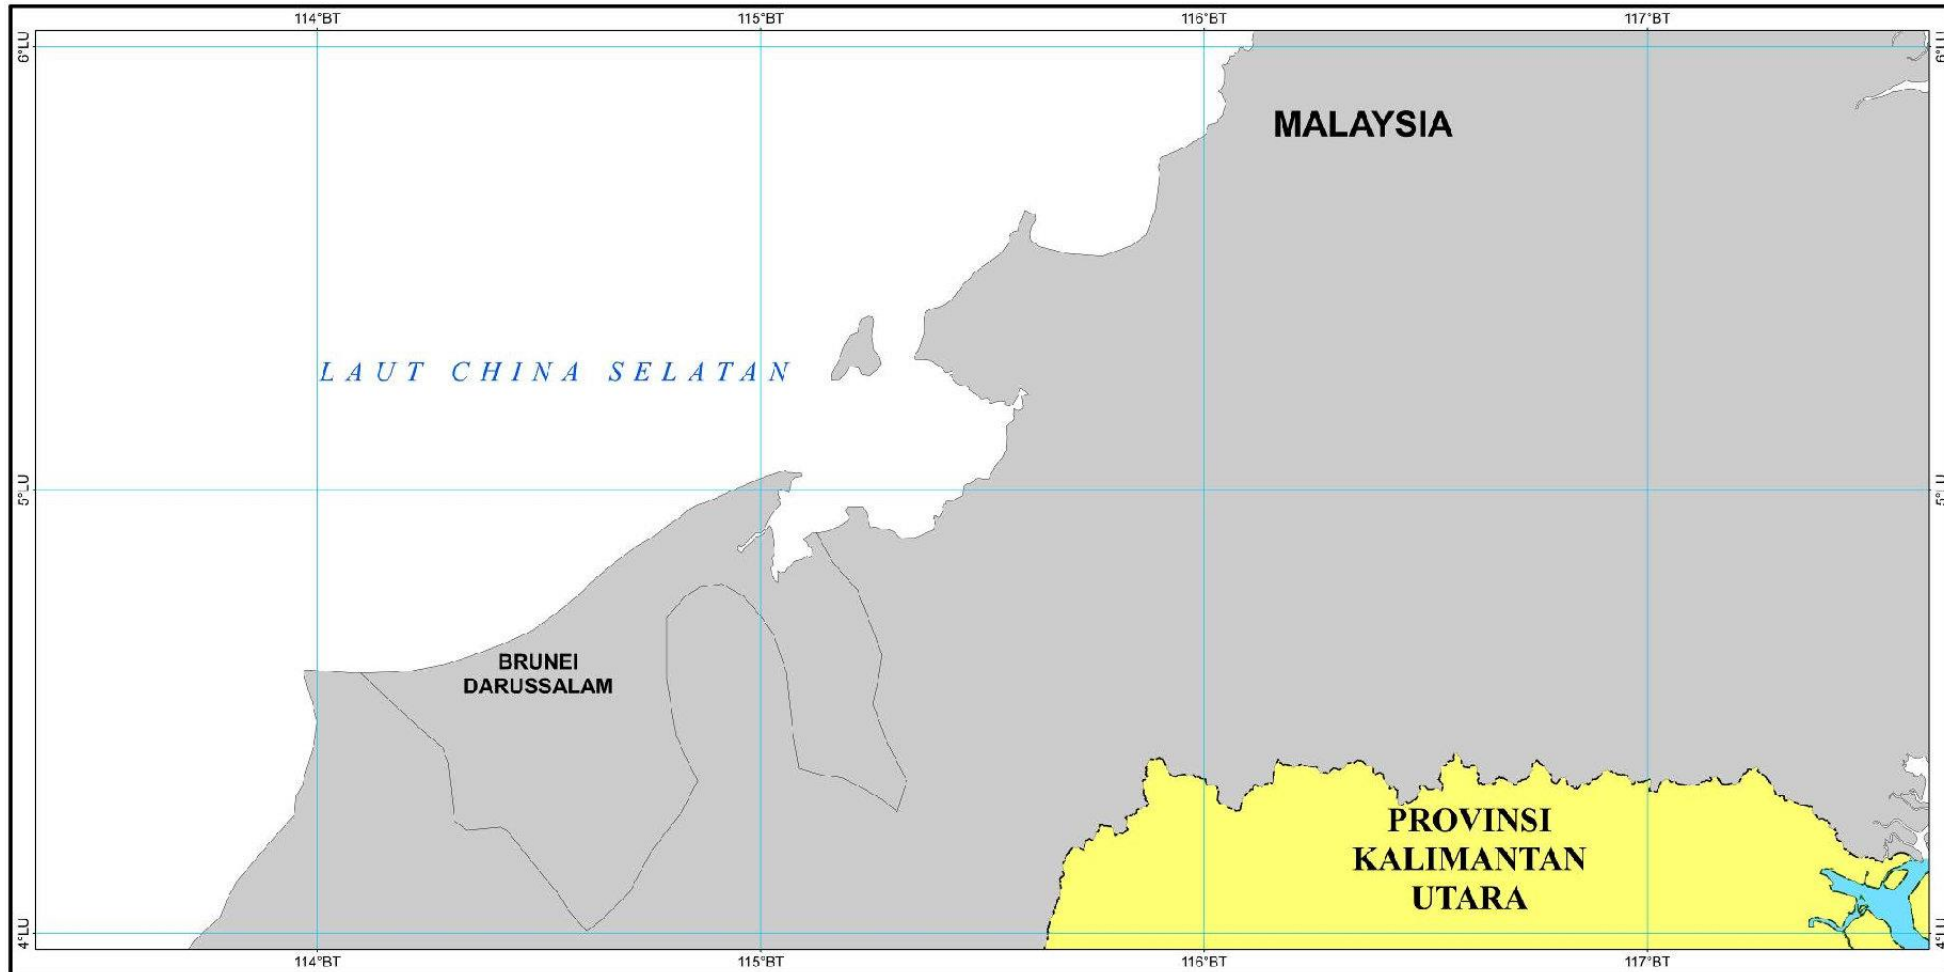 114°BT
115°BT
116°BT
117°BT
6°LU
6°LU
MALAYSIA
LAUT CHINA SELATAN
5°LU
5°LU
BRUNEI
DARUSSALAM
PROVINSI
KALIMANTAN
UTARA
4°LU
4°LU
114°BT
115°BT
116°BT
117°BT